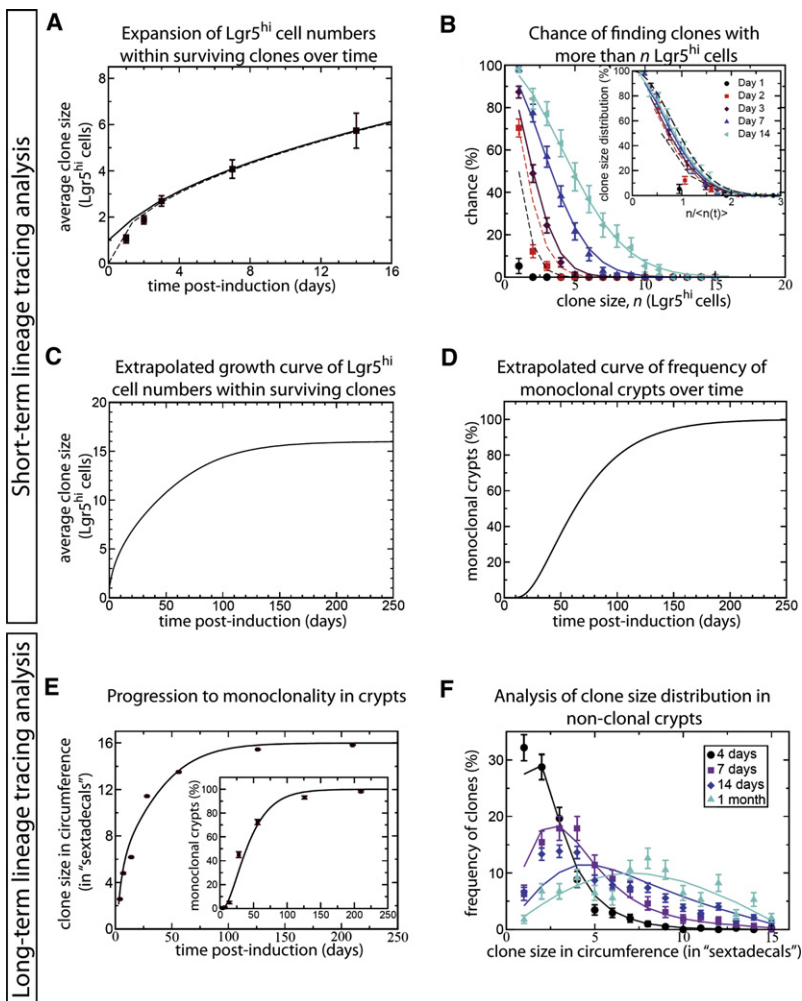 Short-term lineage tracing analysis
A
Expansion of Lgr5hi cell numbers
within surviving clones over time
average clone size
(Lgr5hi cells)
8
6
4
2
0
0 4 8 12 16
time post-induction (days)
B
Chance of finding clones with
more than n Lgr5hi cells
chance (%)
100
80
60
40
20
0
0 5 10 15 20
clone size, n (Lgr5hi cells)
clone size distribution (%)
100
80
60
40
20
0
0 1 2 3
n/<n(t)>
Day 1
Day 2
Day 3
Day 7
Day 14
C
Extrapolated growth curve of Lgr5hi
cell numbers within surviving clones
average clone size
(Lgr5hi cells)
20
16
12
8
4
0
0 50 100 150 200 250
time post-induction (days)
D
Extrapolated curve of frequency of
monoclonal crypts over time
monoclonal crypts (%)
100
80
60
40
20
0
0 50 100 150 200 250
time post-induction (days)
Long-term lineage tracing analysis
E
Progression to monoclonality in crypts
clone size in circumference
(in "sextadecals")
16
12
8
4
0
0 50 100 150 200 250
time post-induction (days)
monoclonal crypts (%)
100
80
60
40
20
0
0 50 100 150 200 250
F
Analysis of clone size distribution in
non-clonal crypts
frequency of clones (%)
30
20
10
0
5 10 15
clone size in circumference (in "sextadecals")
4 days
7 days
14 days
1 month